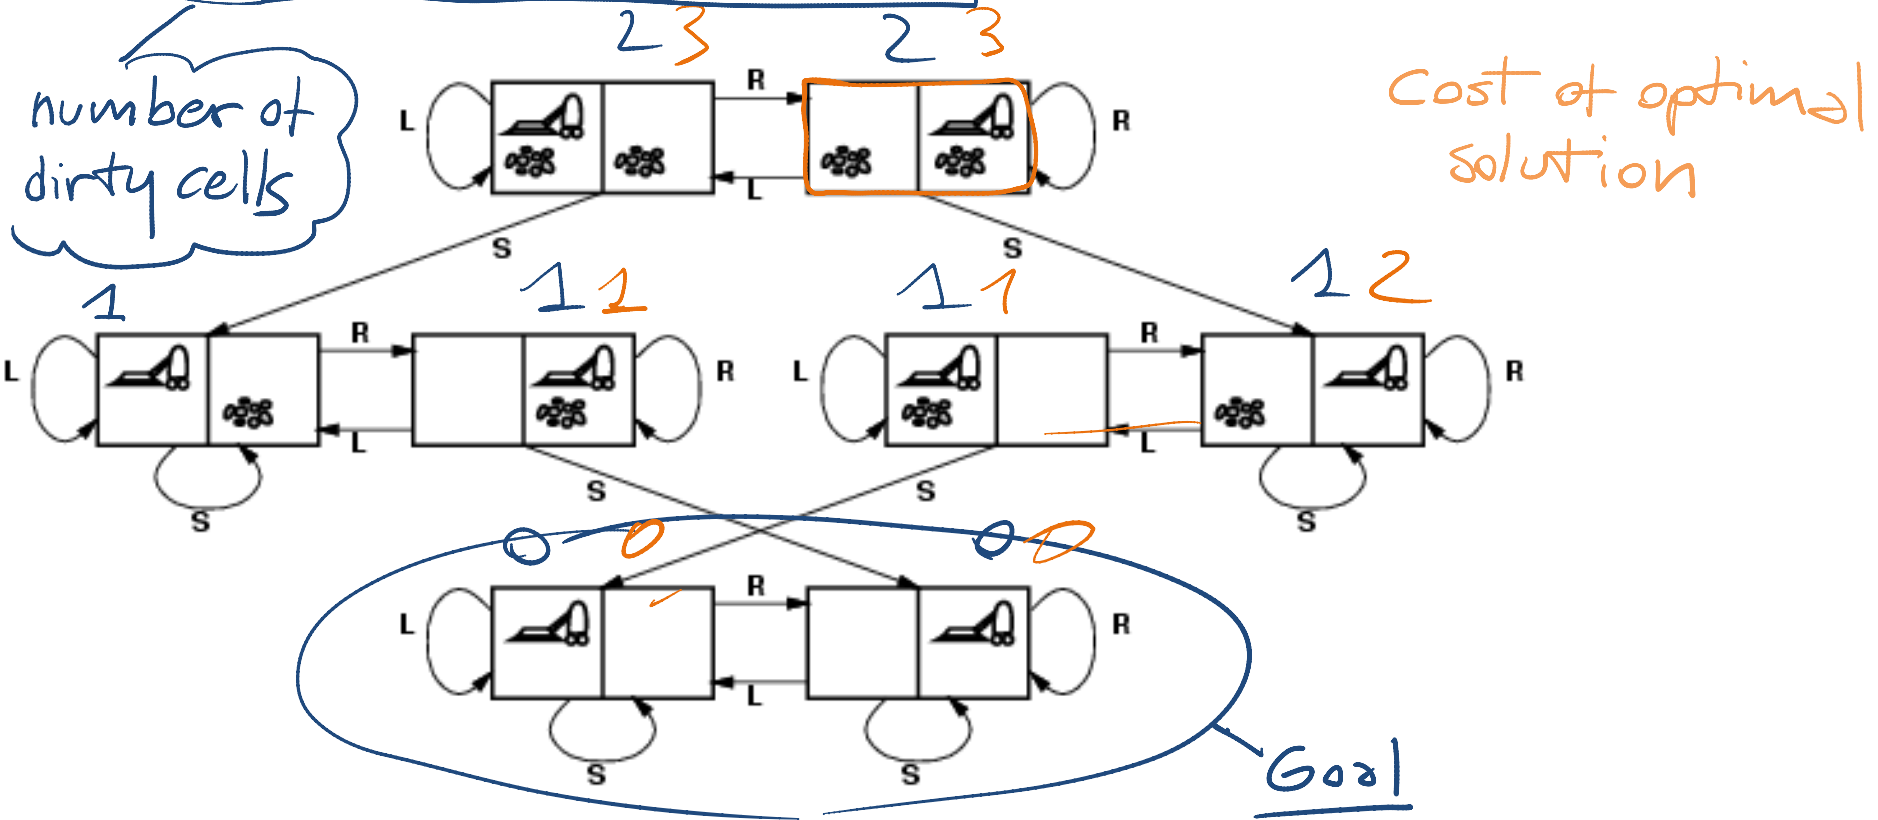 2 3 2 3
number of
dirty cells
cost of optimal
solution
R
L R
L
S S
1 1 1 1 1 1 2
R R
L R L R
L L
S S
S S
0 0 0 0
R
L R
L
S S
Goal